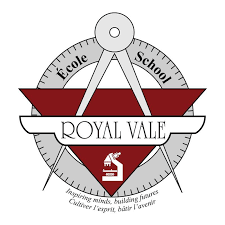 École School
ROYAL VALE
Inspiring minds, building futures
Cultiver l'esprit, bâtir l'avenir